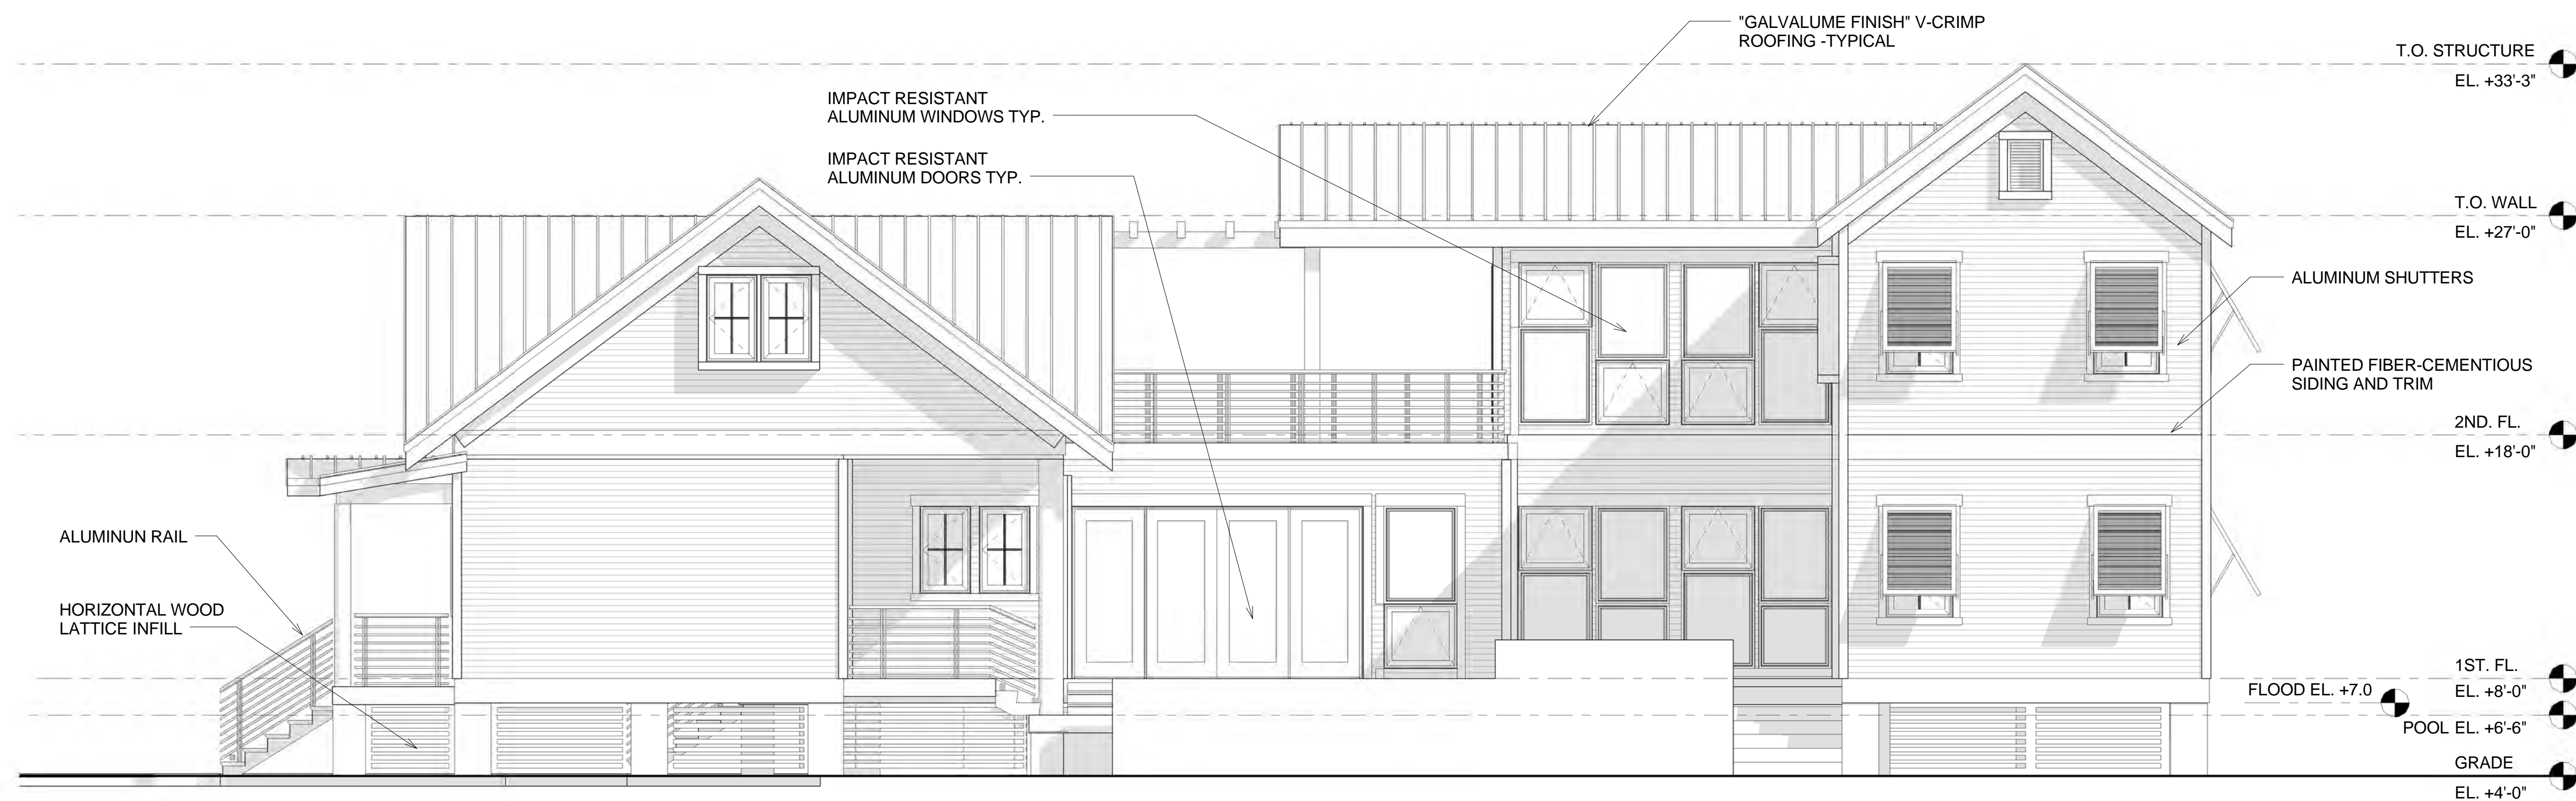 "GALVALUME FINISH" V-CRIMP
ROOFING -TYPICAL
T.O. STRUCTURE
EL. +33'-3"
IMPACT RESISTANT
ALUMINUM WINDOWS TYP.
IMPACT RESISTANT
ALUMINUM DOORS TYP.
T.O. WALL
EL. +27'-0"
ALUMINUM SHUTTERS
PAINTED FIBER-CEMENTIOUS
SIDING AND TRIM
2ND. FL.
EL. +18'-0"
ALUMINUN RAIL
HORIZONTAL WOOD
LATTICE INFILL
1ST. FL.
EL. +8'-0"
FLOOD EL. +7.0
POOL EL. +6'-6"
GRADE
EL. +4'-0"